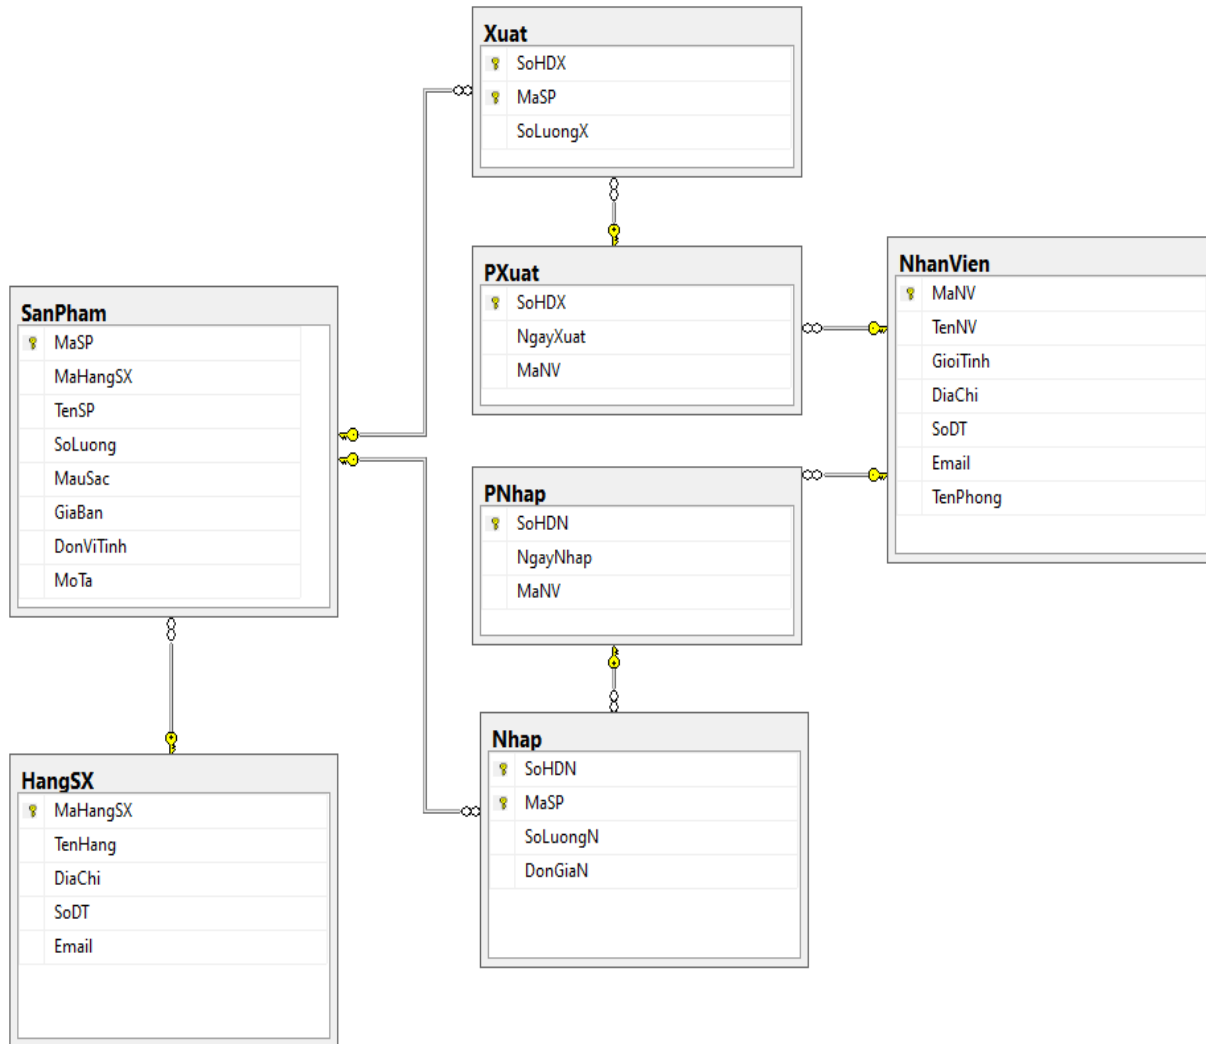 Xuat
SoHDX
MaSP
SoLuongX
PXuat
SoHDX
NgayXuat
MaNV
NhanVien
MaNV
TenNV
GioiTinh
DiaChi
SoDT
Email
TenPhong
SanPham
MaSP
MaHangSX
TenSP
SoLuong
MauSac
GiaBan
DonViTinh
MoTa
PNhap
SoHDN
NgayNhap
MaNV
Nhap
SoHDN
MaSP
SoLuongN
DonGiaN
HangSX
MaHangSX
TenHang
DiaChi
SoDT
Email